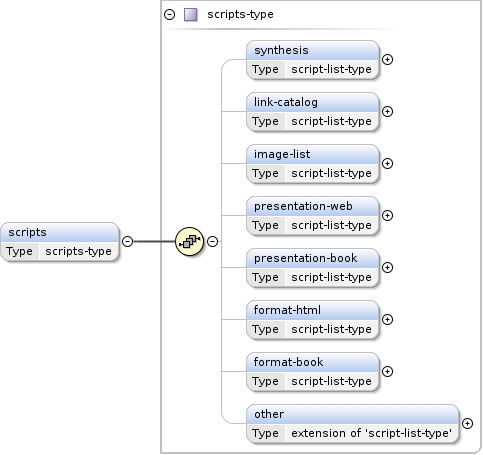 scripts-type
synthesis
Type script-list-type
link-catalog
Type script-list-type
image-list
Type script-list-type
presentation-web
Type script-list-type
scripts
Type scripts-type
presentation-book
Type script-list-type
format-html
Type script-list-type
format-book
Type script-list-type
other
Type extension of 'script-list-type'